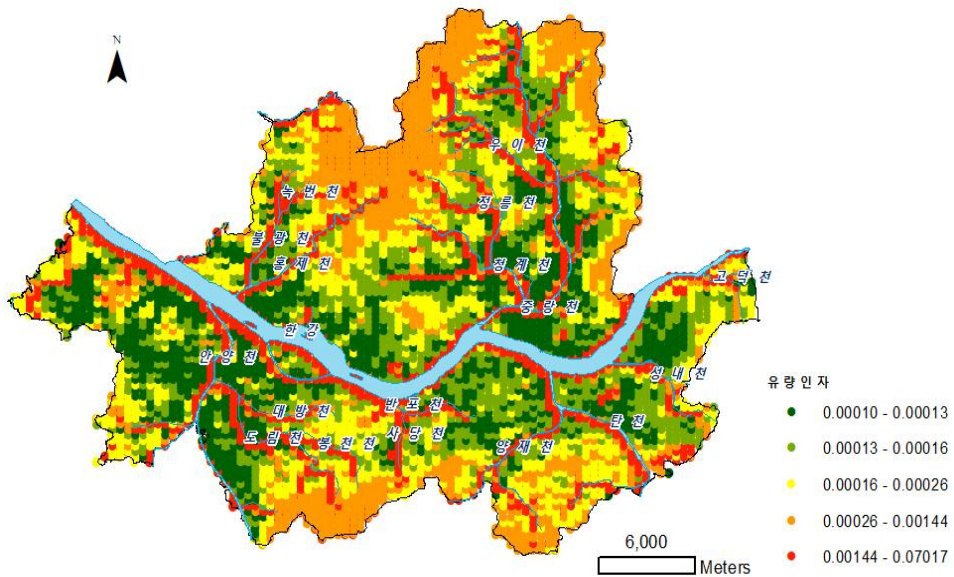 N
우이천
녹번천
정릉천
불광천
홍제천
청계천
고덕천
중랑천
한강
안양천
성내천
대방천
반포천
탄천
도림천
봉천천
사당천
양재천
유량인자
0.00010 - 0.00013
0.00013 - 0.00016
0.00016 - 0.00026
0.00026 - 0.00144
0.00144 - 0.07017
6,000
Meters